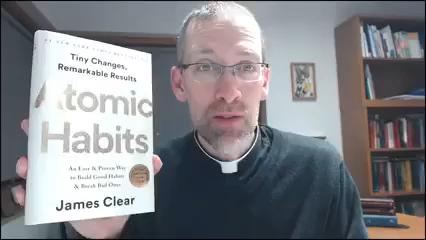 Tiny Changes,
Remarkable Results
Atomic
Habits
An Easy & Proven Way
to Build Good Habits
& Break Bad Ones
James Clear